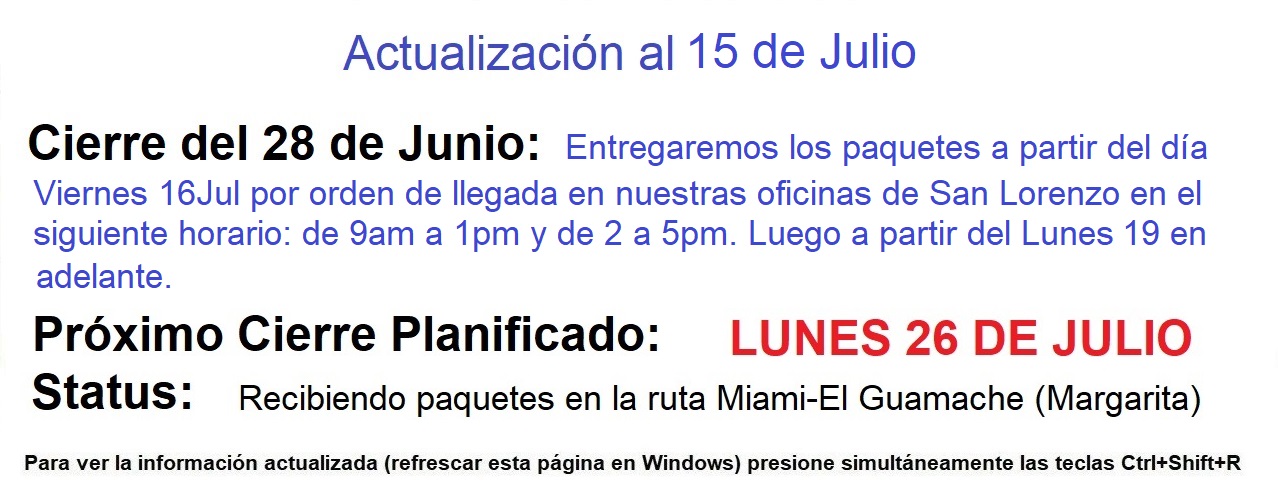 Actualización al 15 de Julio
Cierre del 28 de Junio: Entregaremos los paquetes a partir del día
Viernes 16Jul por orden de llegada en nuestras oficinas de San Lorenzo en el
siguiente horario: de 9am a 1pm y de 2 a 5pm. Luego a partir del Lunes 19 en
adelante.
Próximo Cierre Planificado: LUNES 26 DE JULIO
Status: Recibiendo paquetes en la ruta Miami-El Guamache (Margarita)
Para ver la información actualizada (refrescar esta página en Windows) presione simultáneamente las teclas Ctrl+Shift+R